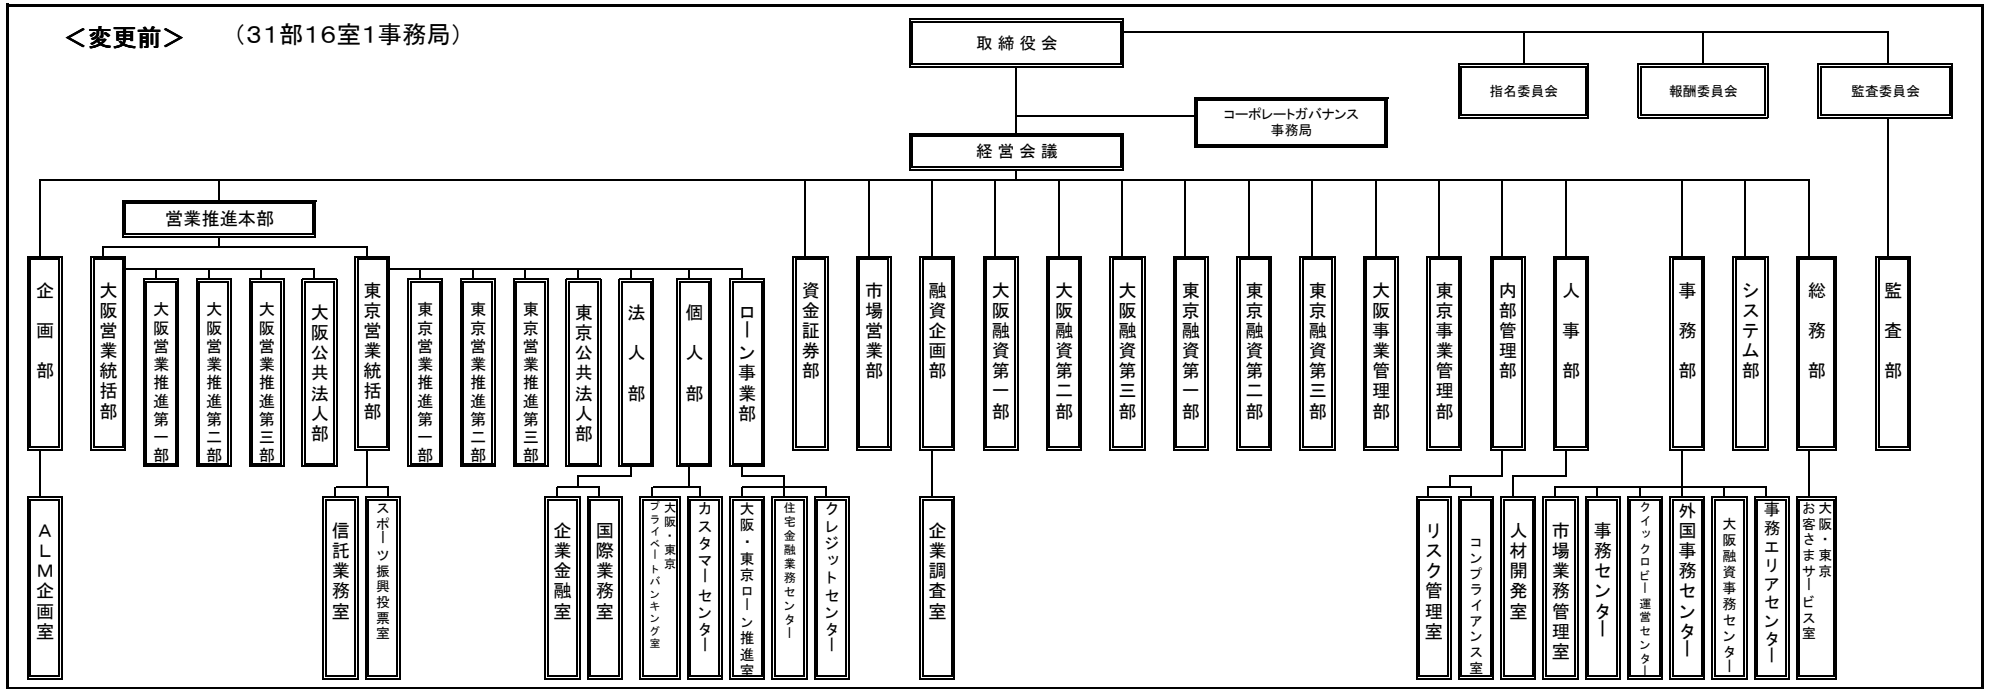 ＜変更前＞　（31部16室1事務局）
取締役会
指名委員会
報酬委員会
監査委員会
コーポレートガバナンス
事務局
経営会議
営業推進本部
企画部
大阪営業統括部
大阪営業推進第一部
大阪営業推進第二部
大阪営業推進第三部
大阪公共法人部
東京営業統括部
東京営業推進第一部
東京営業推進第二部
東京営業推進第三部
東京公共法人部
法人部
個人部
ローン事業部
資金証券部
市場営業部
融資企画部
大阪融資第一部
大阪融資第二部
大阪融資第三部
東京融資第一部
東京融資第二部
東京融資第三部
大阪事業管理部
東京事業管理部
内部管理部
人事部
事務部
システム部
総務部
監査部
ＡＬＭ企画室
信託業務室
スポーツ振興投票室
企業金融室
国際業務室
大阪・東京
プライベートバンキング室
カスタマーセンター
大阪・東京ローン推進室
住宅金融業務センター
クレジットセンター
企業調査室
リスク管理室
コンプライアンス室
人材開発室
市場業務管理室
事務センター
クイックロビー運営センター
外国事務センター
大阪融資事務センター
事務エリアセンター
大阪・東京
お客さまサービス室